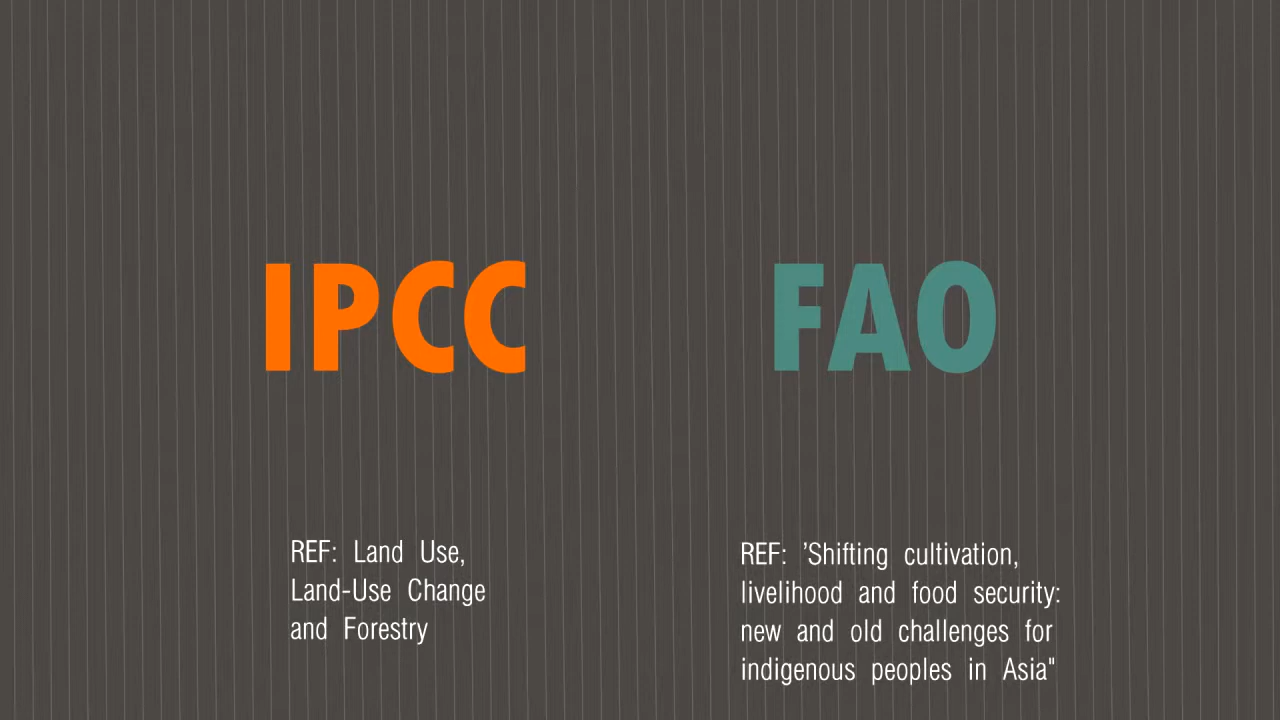 IPCC
FAO
REF: Land Use,
Land-Use Change
and Forestry
REF: 'Shifting cultivation,
livelihood and food security:
new and old challenges for
indigenous peoples in Asia"